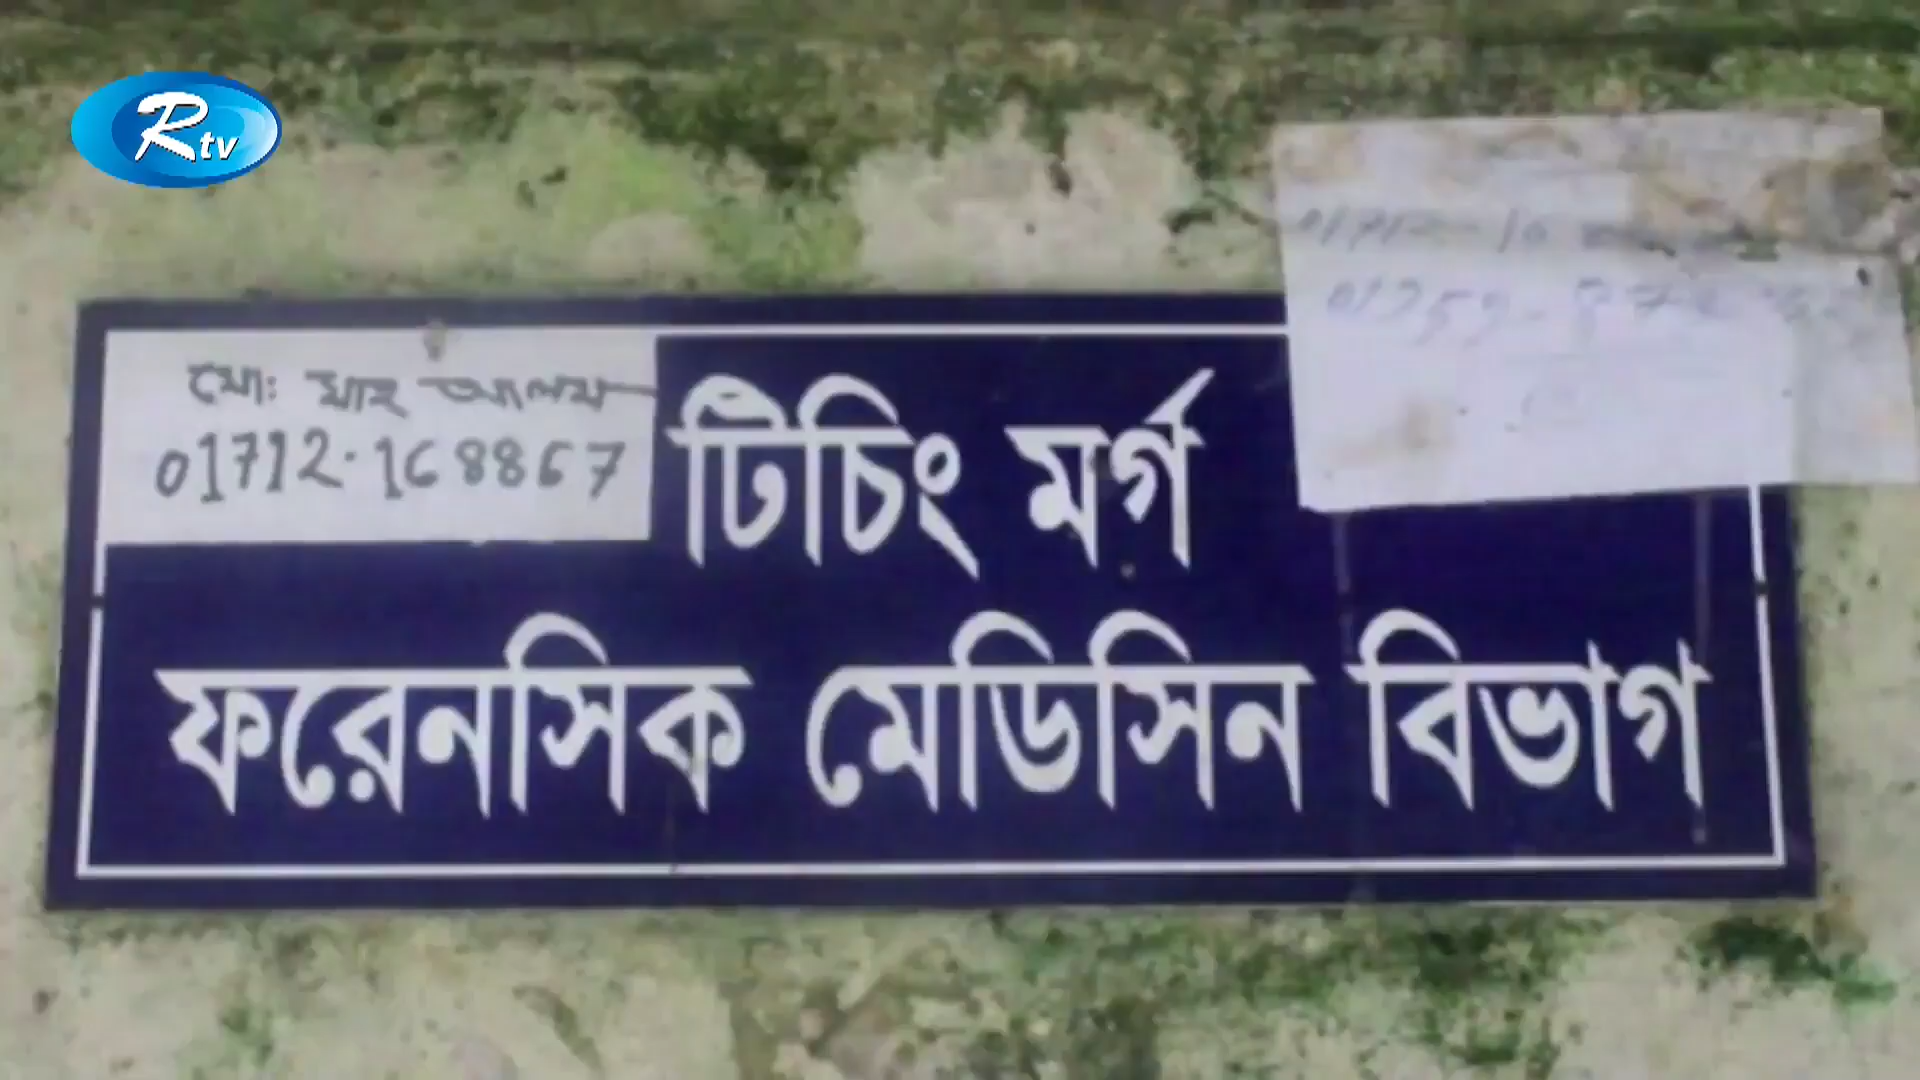 Rtv
মোঃ মাহ আলম
01712-168867
টিচিং মর্গ
ফরেনসিক মেডিসিন বিভাগ